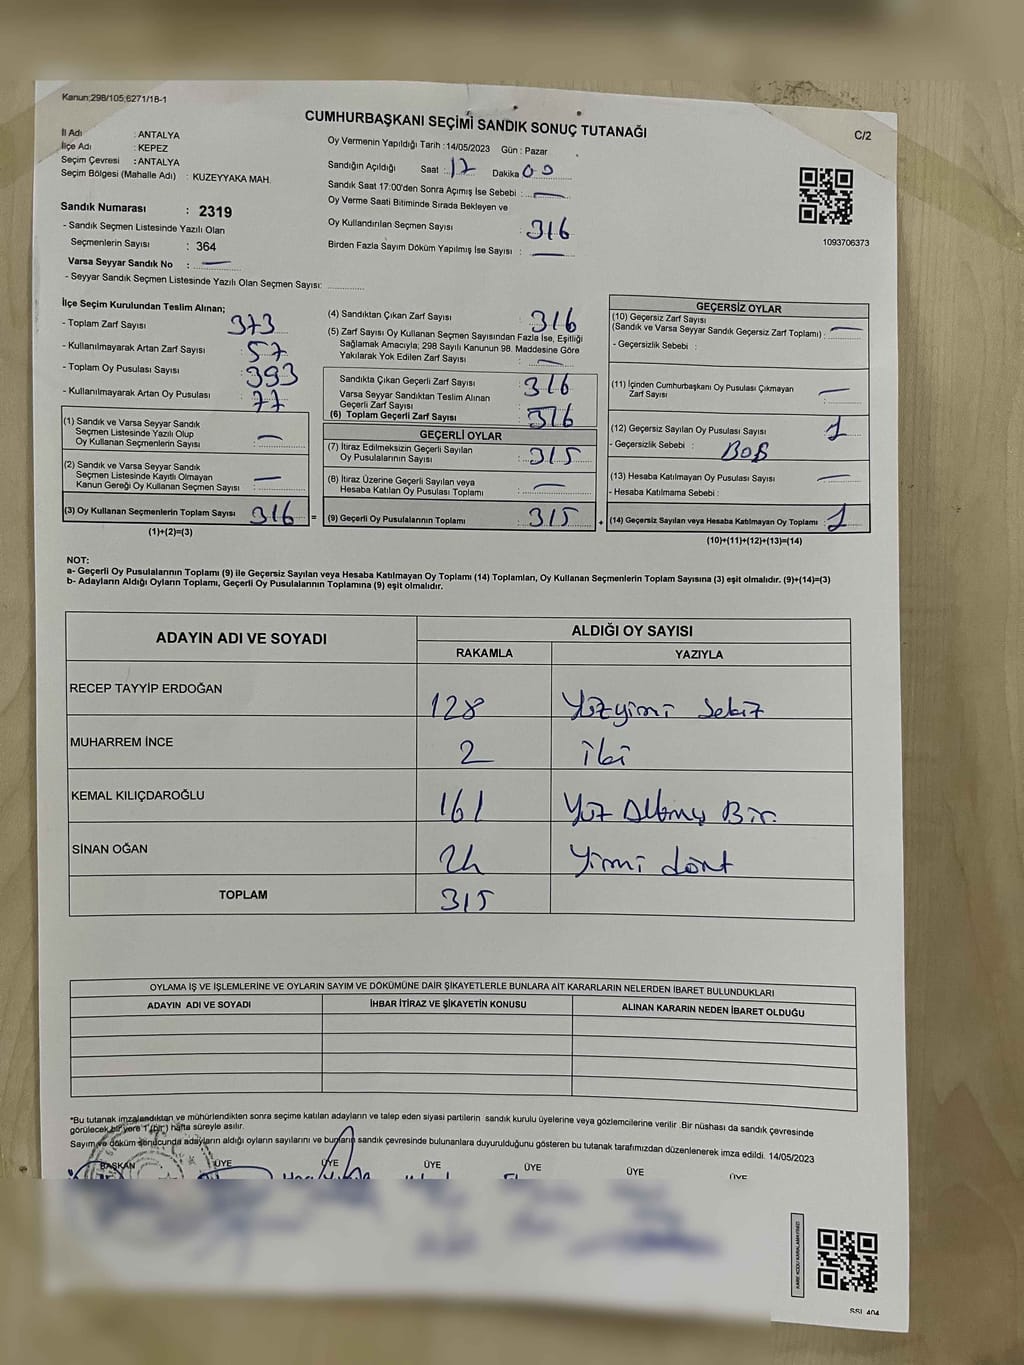 Kanun;298/105;6271/18-1
CUMHURBAŞKANI SEÇİMİ SANDIK SONUÇ TUTANAĞI
C/2
İl Adı : ANTALYA
İlçe Adı : KEPEZ
Seçim Çevresi : ANTALYA
Seçim Bölgesi (Mahalle Adı) : KUZEYYAKA MAH.
Sandık Numarası : 2319
- Sandık Seçmen Listesinde Yazılı Olan
Seçmenlerin Sayısı : 364
Varsa Seyyar Sandık No : —
- Seyyar Sandık Seçmen Listesinde Yazılı Olan Seçmen Sayısı:
Oy Vermenin Yapıldığı Tarih :14/05/2023 Gün : Pazar
Sandığın Açıldığı Saat : 17 Dakika 00
Sandık Saat 17:00'den Sonra Açımış İse Sebebi : —
Oy Verme Saati Bitiminde Sırada Bekleyen ve
Oy Kullandırılan Seçmen Sayısı : 316
Birden Fazla Sayım Döküm Yapılmış İse Sayısı : —
1093706373
İlçe Seçim Kurulundan Teslim Alınan;
- Toplam Zarf Sayısı : 373
- Kullanılmayarak Artan Zarf Sayısı : 57
- Toplam Oy Pusulası Sayısı : 393
- Kullanılmayarak Artan Oy Pusulası : 77
(1) Sandık ve Varsa Seyyar Sandık
Seçmen Listesinde Yazılı Olup
Oy Kullanan Seçmenlerin Sayısı : —
(2) Sandık ve Varsa Seyyar Sandık
Seçmen Listesinde Kayıtlı Olmayan
Kanun Gereği Oy Kullanan Seçmen Sayısı : —
(3) Oy Kullanan Seçmenlerin Toplam Sayısı : 316 =
(1)+(2)=(3)
(4) Sandıktan Çıkan Zarf Sayısı : 316
(5) Zarf Sayısı Oy Kullanan Seçmen Sayısından Fazla İse, Eşitliği
Sağlamak Amacıyla; 298 Sayılı Kanunun 98. Maddesine Göre
Yakılarak Yok Edilen Zarf Sayısı : —
Sandıkta Çıkan Geçerli Zarf Sayısı : 316
Varsa Seyyar Sandıktan Teslim Alınan
Geçerli Zarf Sayısı
(6) Toplam Geçerli Zarf Sayısı : 316
GEÇERLİ OYLAR
(7) İtiraz Edilmeksizin Geçerli Sayılan
Oy Pusulalarının Sayısı : 315
(8) İtiraz Üzerine Geçerli Sayılan veya
Hesaba Katılan Oy Pusulası Toplamı : —
(9) Geçerli Oy Pusulalarının Toplamı : 315 +
GEÇERSİZ OYLAR
(10) Geçersiz Zarf Sayısı
(Sandık ve Varsa Seyyar Sandık Geçersiz Zarf Toplamı) : —
- Geçersizlik Sebebi :
(11) İçinden Cumhurbaşkanı Oy Pusulası Çıkmayan
Zarf Sayısı : —
(12) Geçersiz Sayılan Oy Pusulası Sayısı : 1
- Geçersizlik Sebebi : Boş
(13) Hesaba Katılmayan Oy Pusulası Sayısı : —
- Hesaba Katılmama Sebebi :
(14) Geçersiz Sayılan veya Hesaba Katılmayan Oy Toplamı : 1
(10)+(11)+(12)+(13)=(14)
NOT:
a- Geçerli Oy Pusulalarının Toplamı (9) ile Geçersiz Sayılan veya Hesaba Katılmayan Oy Toplamı (14) Toplamları, Oy Kullanan Seçmenlerin Toplam Sayısına (3) eşit olmalıdır. (9)+(14)=(3)
b- Adayların Aldığı Oyların Toplamı, Geçerli Oy Pusulalarının Toplamına (9) eşit olmalıdır.
ADAYIN ADI VE SOYADI ALDIĞI OY SAYISI
RAKAMLA YAZIYLA
RECEP TAYYİP ERDOĞAN 128 Yüzyirmi Sekiz
MUHARREM İNCE 2 iki
KEMAL KILIÇDAROĞLU 161 Yüz Altmış Bir.
SİNAN OĞAN 24 Yirmi dört
TOPLAM 315
OYLAMA İŞ VE İŞLEMLERİNE VE OYLARIN SAYIM VE DÖKÜMÜNE DAİR ŞİKAYETLERLE BUNLARA AİT KARARLARIN NELERDEN İBARET BULUNDUKLARI
ADAYIN ADI VE SOYADI İHBAR İTİRAZ VE ŞİKAYETİN KONUSU ALINAN KARARIN NEDEN İBARET OLDUĞU
*Bu tutanak imzalandıktan ve mühürlendikten sonra seçime katılan adayların ve talep eden siyasi partilerin sandık kurulu üyelerine veya gözlemcilerine verilir .Bir nüshası da sandık çevresinde
görülecek bir yere 1 (bir) hafta süreyle asılır.
Sayım ve döküm sonucunda adayların aldığı oyların sayılarını ve bunların sandık çevresinde bulunanlara duyurulduğunu gösteren bu tutanak tarafımızdan düzenlenerek imza edildi. 14/05/2023
BAŞKAN ÜYE ÜYE ÜYE ÜYE ÜYE ÜYE